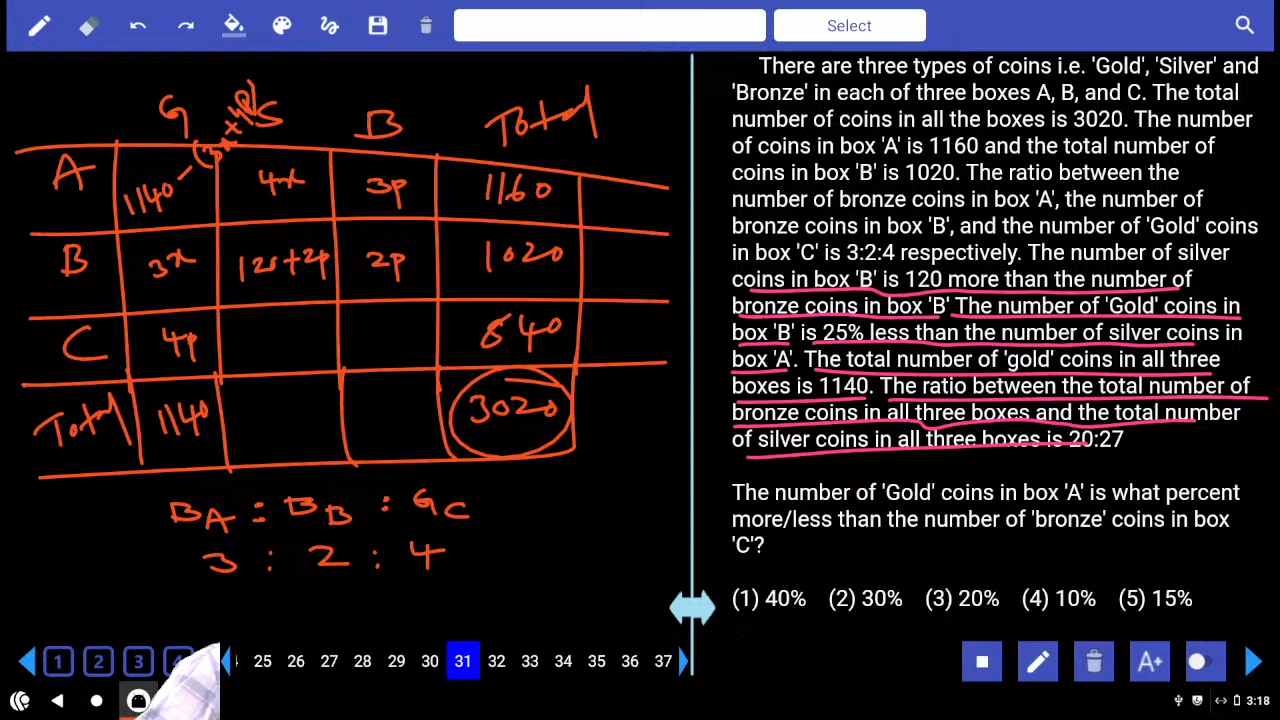 Select
G S B Total
A 1140 - (3x + 4p) 4x 3p 1160
B 3x 120+2p 2p 1020
C 4p 840
Total 1140 3020
BA : BB : GC
3 : 2 : 4
There are three types of coins i.e. 'Gold', 'Silver' and
'Bronze' in each of three boxes A, B, and C. The total
number of coins in all the boxes is 3020. The number
of coins in box 'A' is 1160 and the total number of
coins in box 'B' is 1020. The ratio between the
number of bronze coins in box 'A', the number of
bronze coins in box 'B', and the number of 'Gold' coins
in box 'C' is 3:2:4 respectively. The number of silver
coins in box 'B' is 120 more than the number of
bronze coins in box 'B' The number of 'Gold' coins in
box 'B' is 25% less than the number of silver coins in
box 'A'. The total number of 'gold' coins in all three
boxes is 1140. The ratio between the total number of
bronze coins in all three boxes and the total number
of silver coins in all three boxes is 20:27
The number of 'Gold' coins in box 'A' is what percent
more/less than the number of 'bronze' coins in box
'C'?
(1) 40% (2) 30% (3) 20% (4) 10% (5) 15%
1 2 3 4 25 26 27 28 29 30 31 32 33 34 35 36 37
A+
3:18